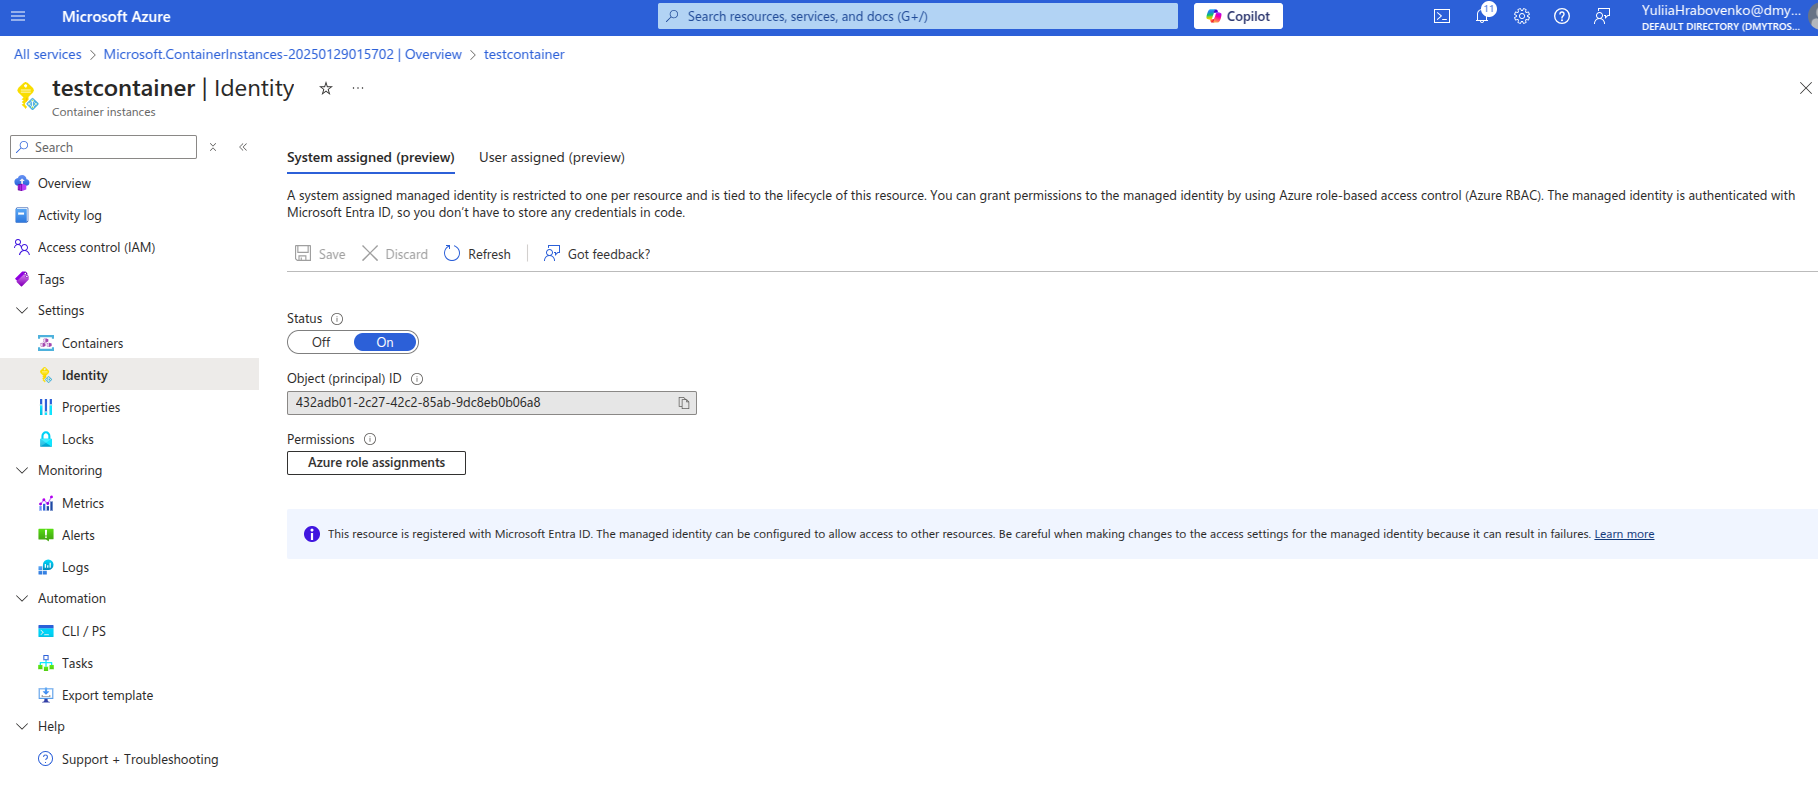 Microsoft Azure
Search resources, services, and docs (G+/)
Copilot
11
YuliiaHrabovenko@dmy...
DEFAULT DIRECTORY (DMYTROS...
All services > Microsoft.ContainerInstances-20250129015702 | Overview > testcontainer
testcontainer | Identity
Container instances
Search
Overview
Activity log
Access control (IAM)
Tags
Settings
Containers
Identity
Properties
Locks
Monitoring
Metrics
Alerts
Logs
Automation
CLI / PS
Tasks
Export template
Help
Support + Troubleshooting
System assigned (preview) User assigned (preview)
A system assigned managed identity is restricted to one per resource and is tied to the lifecycle of this resource. You can grant permissions to the managed identity by using Azure role-based access control (Azure RBAC). The managed identity is authenticated with
Microsoft Entra ID, so you don't have to store any credentials in code.
Save Discard Refresh Got feedback?
Status
Off On
Object (principal) ID
432adb01-2c27-42c2-85ab-9dc8eb0b06a8
Permissions
Azure role assignments
This resource is registered with Microsoft Entra ID. The managed identity can be configured to allow access to other resources. Be careful when making changes to the access settings for the managed identity because it can result in failures. Learn more